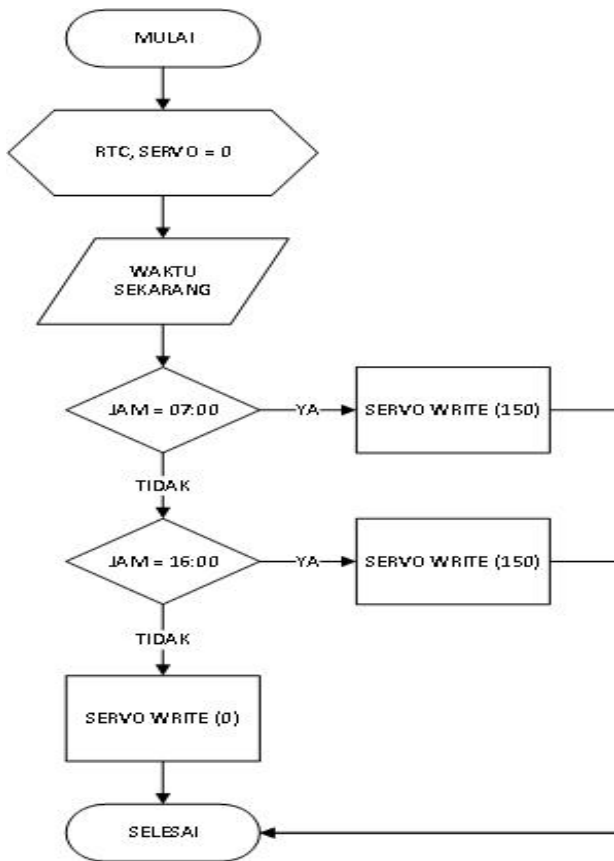 MULAI
RTC, SERVO = 0
WAKTU
SEKARANG
JAM = 07:00
YA
SERVO WRITE (150)
TIDAK
JAM = 16:00
YA
SERVO WRITE (150)
TIDAK
SERVO WRITE (0)
SELESAI